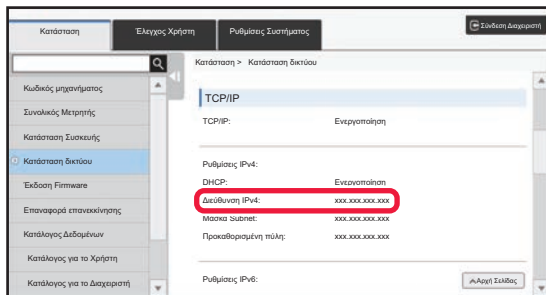 Κατάσταση
Έλεγχος Χρήστη
Ρυθμίσεις Συστήματος
Σύνδεση Διαχειριστή
Κατάσταση > Κατάσταση δικτύου
Κωδικός μηχανήματος
Συνολικός Μετρητής
Κατάσταση Συσκευής
Κατάσταση δικτύου
Έκδοση Firmware
Επαναφορά επανεκκίνησης
Κατάλογος Δεδομένων
Κατάλογος για το Χρήστη
Κατάλογος για το Διαχειριστή
TCP/IP
TCP/IP: Ενεργοποίηση
Ρυθμίσεις IPv4:
DHCP: Ενεργοποίηση
Διεύθυνση IPv4: xxx.xxx.xxx.xxx
Μάσκα Subnet: xxx.xxx.xxx.xxx
Προκαθορισμένη πύλη: xxx.xxx.xxx.xxx
Ρυθμίσεις IPv6:
Αρχή Σελίδας